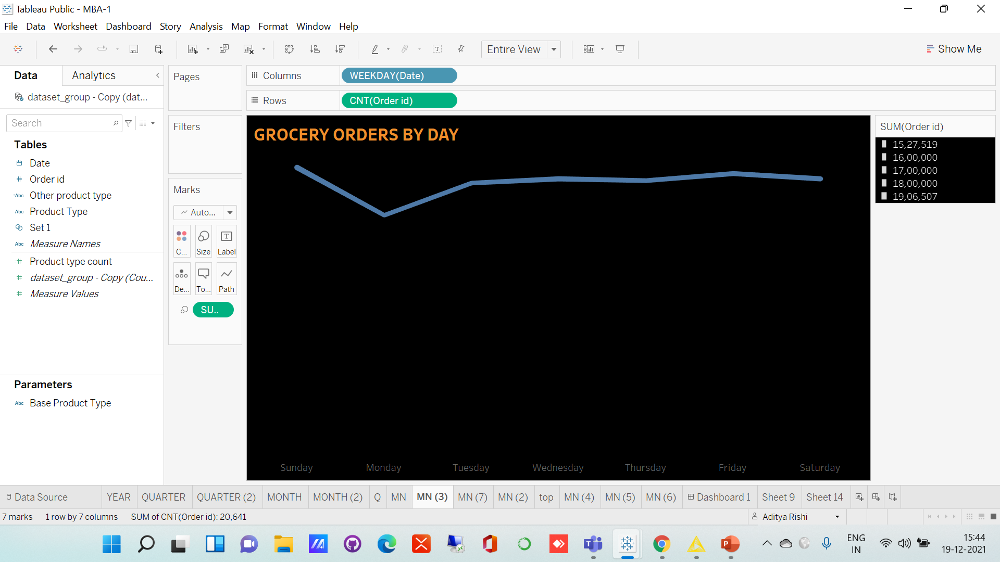 Tableau Public - MBA-1
File Data Worksheet Dashboard Story Analysis Map Format Window Help
Entire View
Show Me
Data Analytics
dataset_group - Copy (dat...
Search
Tables
Date
Order id
=Abc Other product type
Abc Product Type
Set 1
Abc Measure Names
=# Product type count
# dataset_group - Copy (Cou...
# Measure Values
Parameters
Abc Base Product Type
Pages
Filters
Marks
Auto...
C... Size Label
De... To... Path
SU..
Columns WEEKDAY(Date)
Rows CNT(Order id)
GROCERY ORDERS BY DAY
Sunday Monday Tuesday Wednesday Thursday Friday Saturday
SUM(Order id)
15,27,519
16,00,000
17,00,000
18,00,000
19,06,507
Data Source YEAR QUARTER QUARTER (2) MONTH MONTH (2) Q MN MN (3) MN (7) MN (2) top MN (4) MN (5) MN (6) Dashboard 1 Sheet 9 Sheet 14
7 marks 1 row by 7 columns SUM of CNT(Order id): 20,641 Aditya Rishi
ENG
IN
15:44
19-12-2021